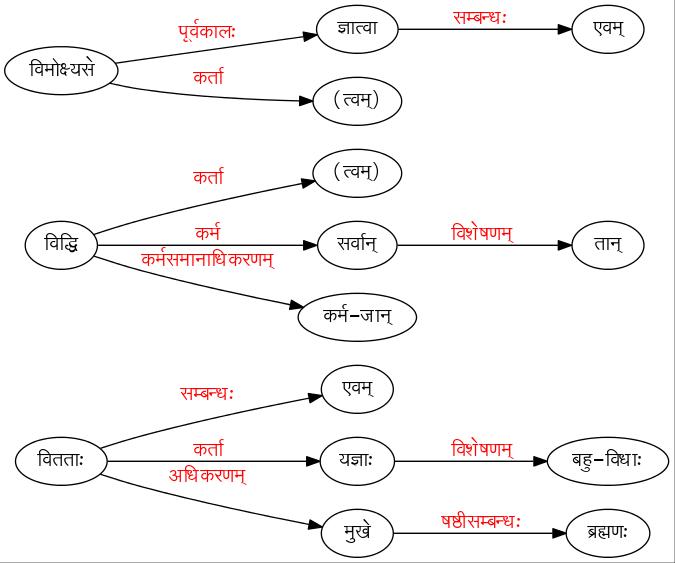 पूर्वकालः
ज्ञात्वा
सम्बन्धः
एवम्
विमोक्ष्यसे
कर्ता
(त्वम्)
कर्ता
(त्वम्)
विद्धि
कर्म
सर्वान्
विशेषणम्
तान्
कर्मसमानाधिकरणम्
कर्म-जान्
सम्बन्धः
एवम्
वितताः
कर्ता
यज्ञाः
विशेषणम्
बहु-विधाः
अधिकरणम्
मुखे
षष्ठीसम्बन्धः
ब्रह्मणः